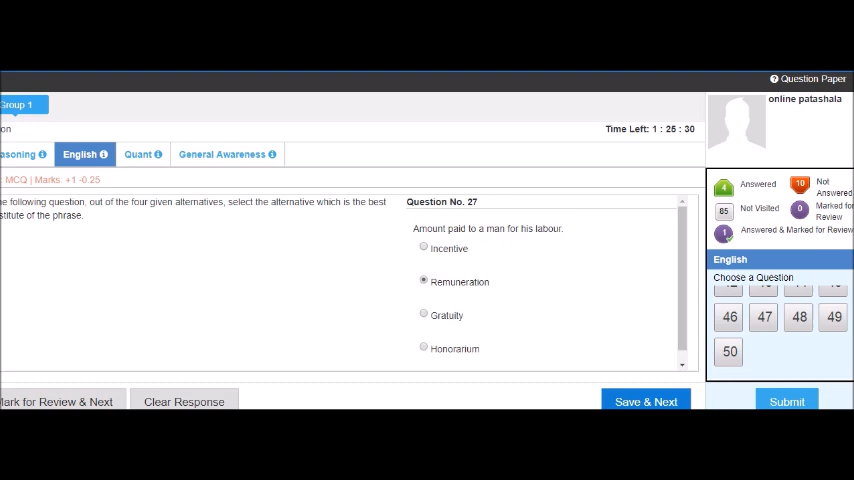 Question Paper
Group 1
online patashala
on
Time Left: 1 : 25 : 30
asoning
English
Quant
General Awareness
: MCQ | Marks: +1 -0.25
4 Answered
10 Not Answered
85 Not Visited
0 Marked for Review
1 Answered & Marked for Review
e following question, out of the four given alternatives, select the alternative which is the best
stitute of the phrase.
Question No. 27
Amount paid to a man for his labour.
Incentive
Remuneration
Gratuity
Honorarium
English
Choose a Question
46 47 48 49
50
Mark for Review & Next
Clear Response
Save & Next
Submit